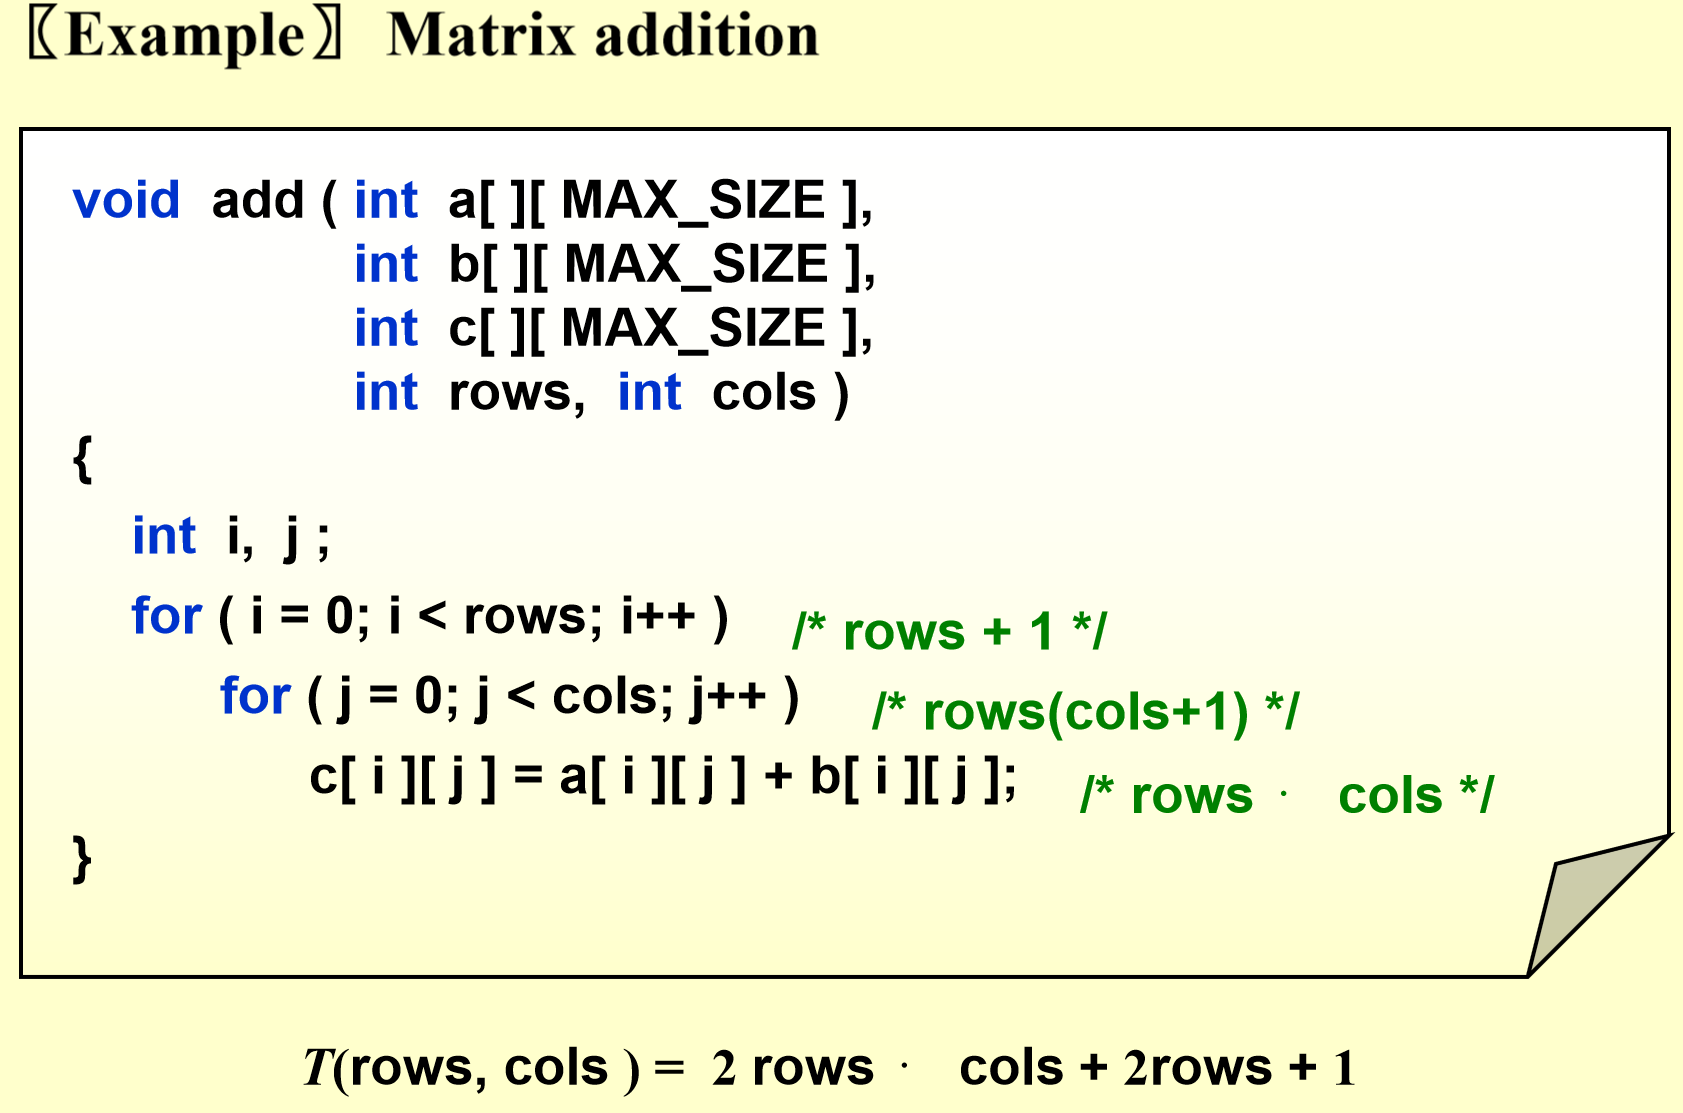 〖Example〗 Matrix addition
void add ( int a[ ][ MAX_SIZE ],
int b[ ][ MAX_SIZE ],
int c[ ][ MAX_SIZE ],
int rows, int cols )
{
int i, j ;
for ( i = 0; i < rows; i++ ) /* rows + 1 */
for ( j = 0; j < cols; j++ ) /* rows(cols+1) */
c[ i ][ j ] = a[ i ][ j ] + b[ i ][ j ]; /* rows · cols */
}
T(rows, cols ) = 2 rows · cols + 2rows + 1